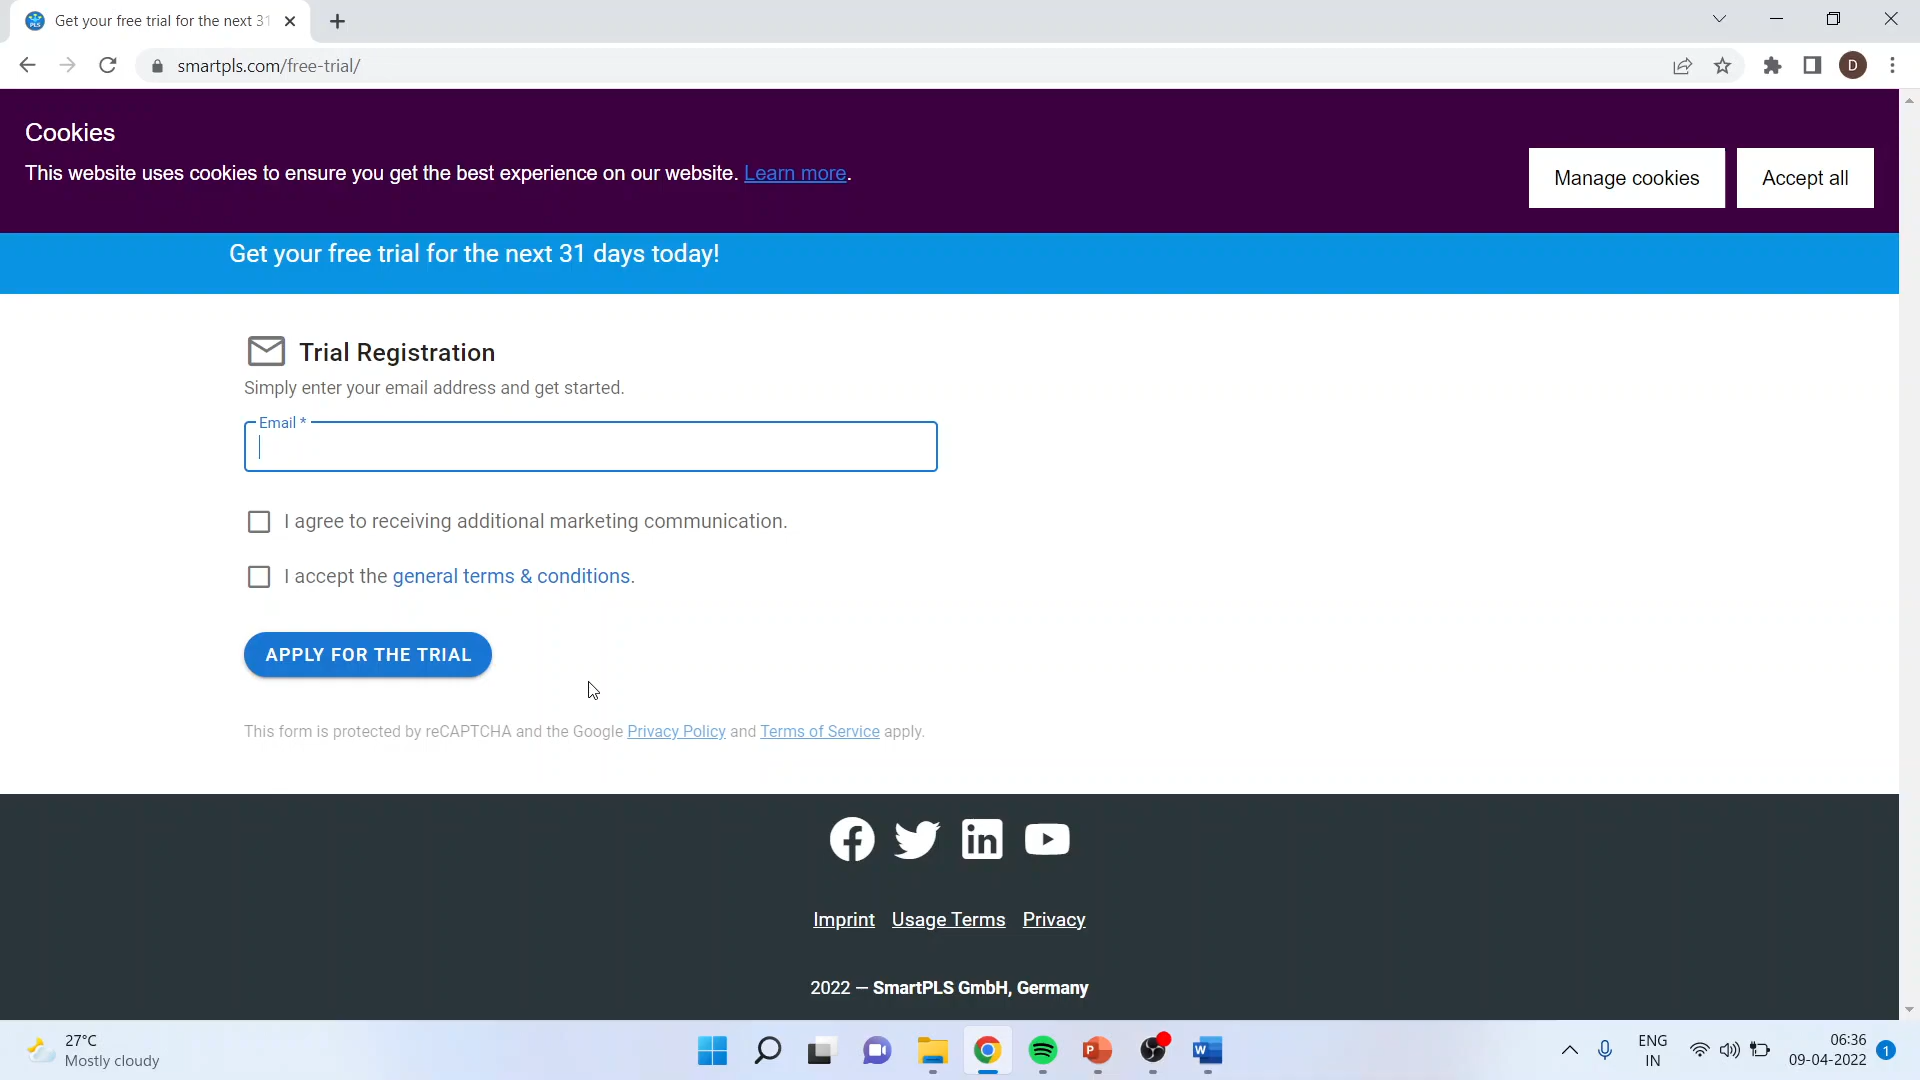 Get your free trial for the next 31
smartpls.com/free-trial/
D
Cookies
This website uses cookies to ensure you get the best experience on our website. Learn more.
Manage cookies
Accept all
Get your free trial for the next 31 days today!
Trial Registration
Simply enter your email address and get started.
Email *
I agree to receiving additional marketing communication.
I accept the general terms & conditions.
APPLY FOR THE TRIAL
This form is protected by reCAPTCHA and the Google Privacy Policy and Terms of Service apply.
Imprint Usage Terms Privacy
2022 — SmartPLS GmbH, Germany
27°C
Mostly cloudy
ENG
IN
06:36
09-04-2022
1